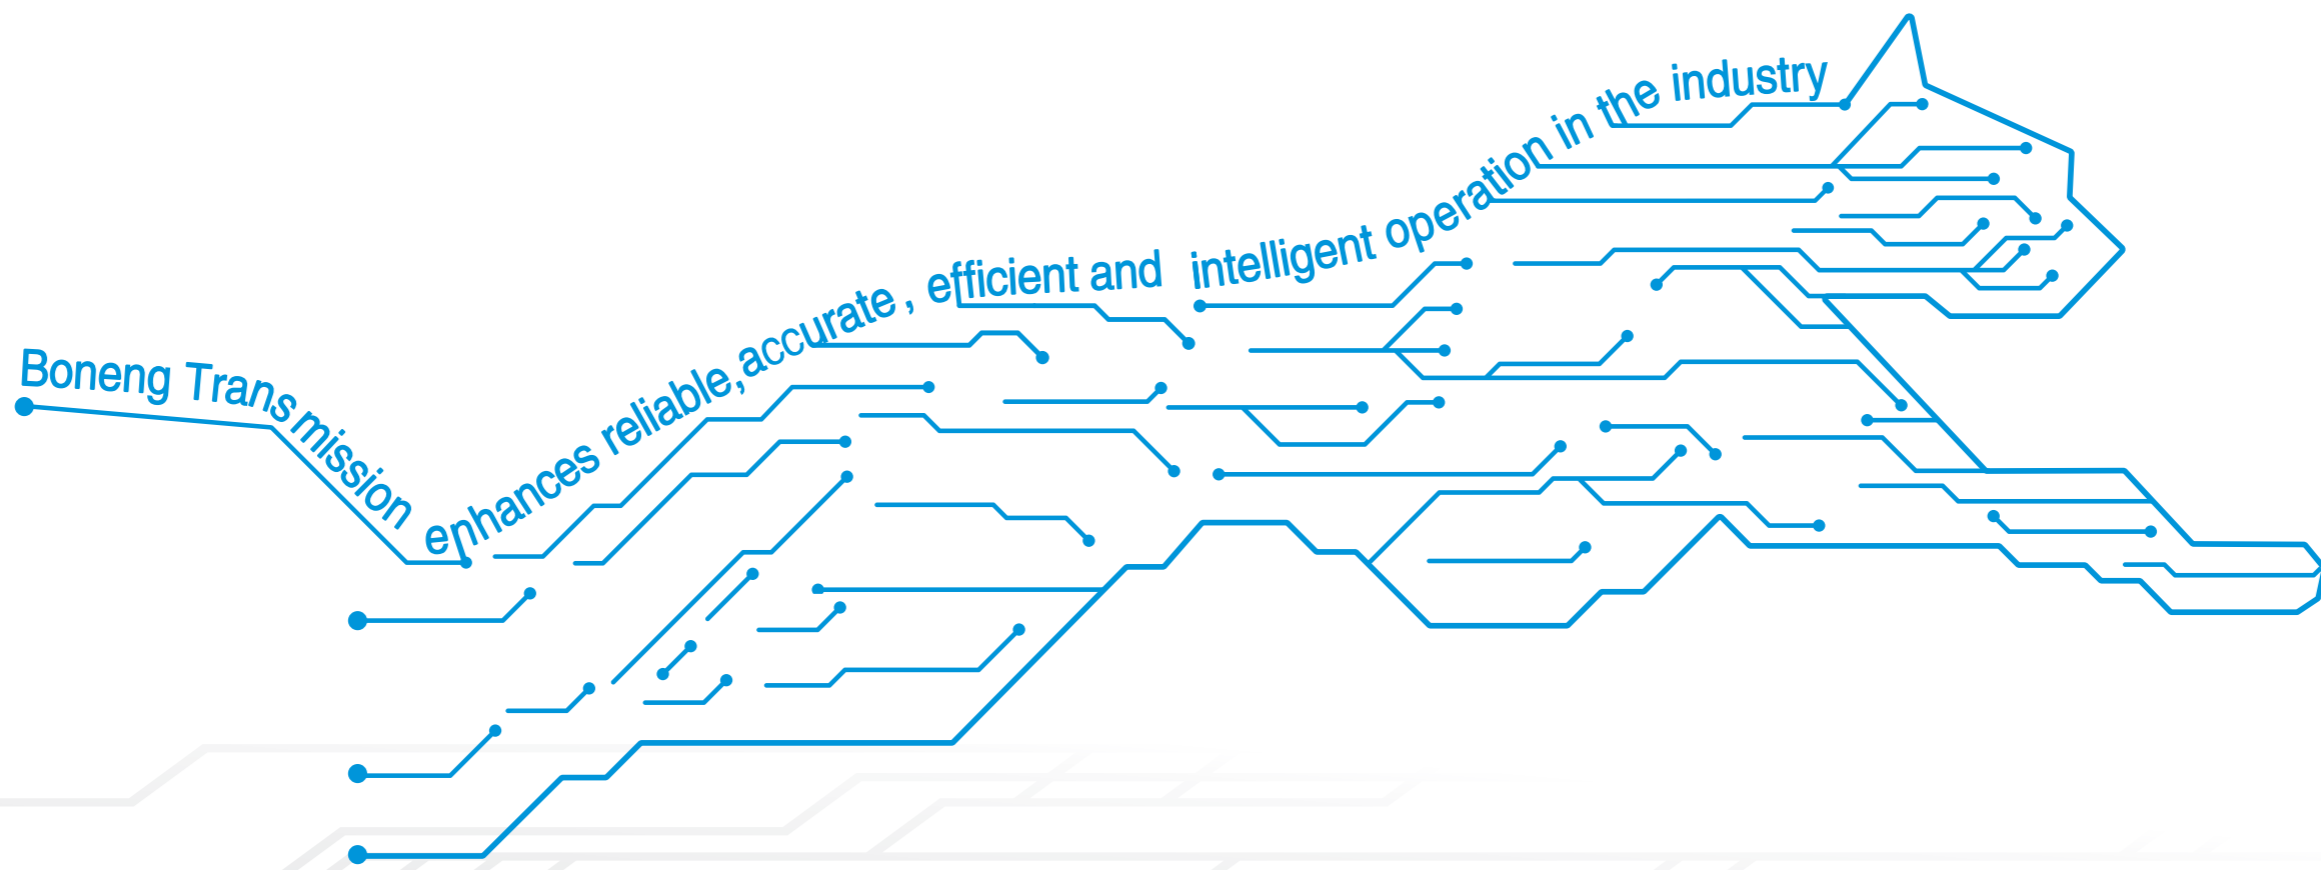 Boneng Transmission enhances reliable, accurate, efficient and intelligent operation in the industry